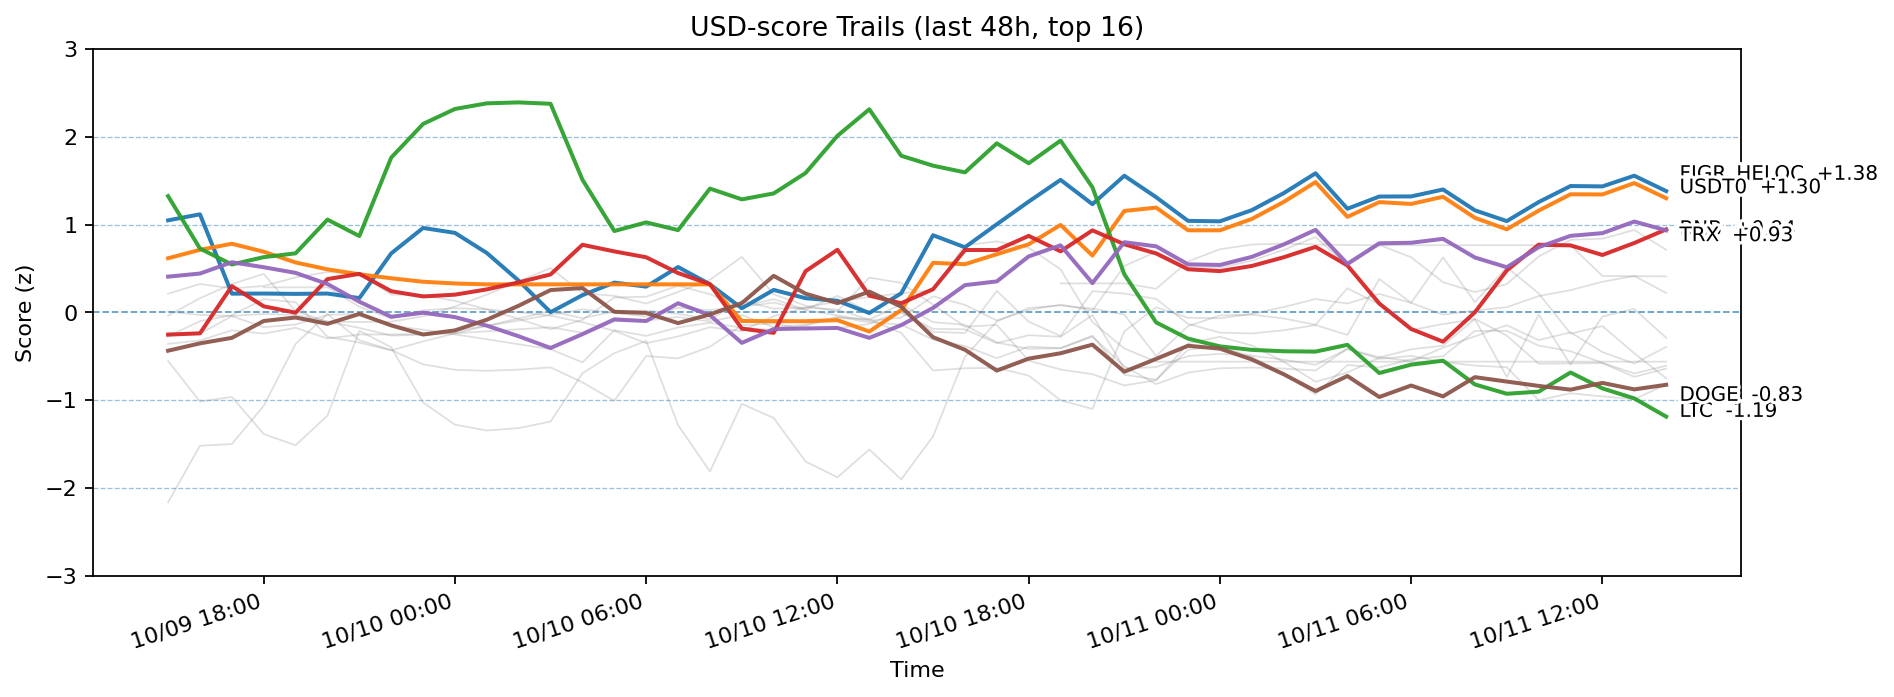 USD-score Trails (last 48h, top 16)
Score (z)
3
2
1
0
−1
−2
−3
FIGR_HELOC +1.38
USDT0 +1.30
TRX +0.93
DOGE -0.83
LTC -1.19
10/09 18:00
10/10 00:00
10/10 06:00
10/10 12:00
10/10 18:00
10/11 00:00
10/11 06:00
10/11 12:00
Time